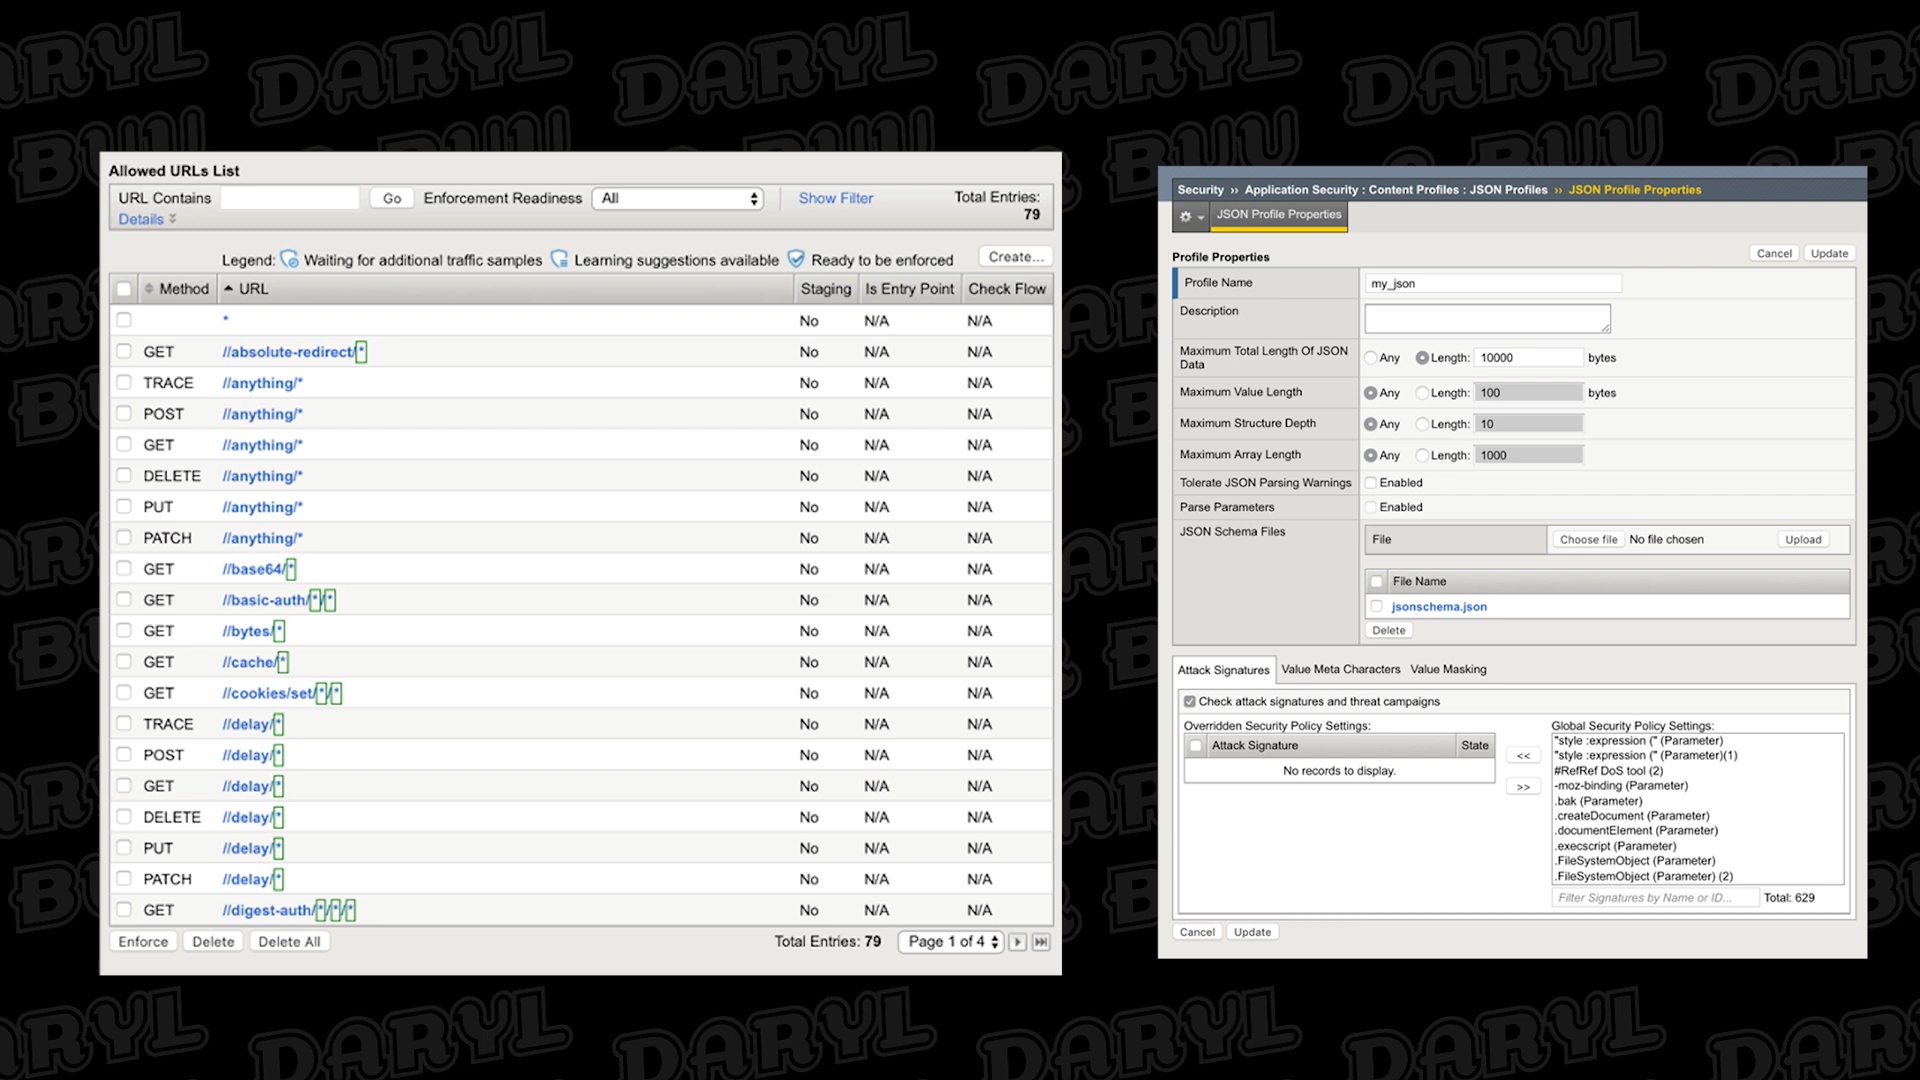 Allowed URLs List
URL Contains Go Enforcement Readiness All Show Filter Total Entries: 79
Details
Legend: Waiting for additional traffic samples Learning suggestions available Ready to be enforced Create...
Method URL Staging Is Entry Point Check Flow
* No N/A N/A
GET //absolute-redirect/* No N/A N/A
TRACE //anything/* No N/A N/A
POST //anything/* No N/A N/A
GET //anything/* No N/A N/A
DELETE //anything/* No N/A N/A
PUT //anything/* No N/A N/A
PATCH //anything/* No N/A N/A
GET //base64/* No N/A N/A
GET //basic-auth/*/* No N/A N/A
GET //bytes/* No N/A N/A
GET //cache/* No N/A N/A
GET //cookies/set/*/* No N/A N/A
TRACE //delay/* No N/A N/A
POST //delay/* No N/A N/A
GET //delay/* No N/A N/A
DELETE //delay/* No N/A N/A
PUT //delay/* No N/A N/A
PATCH //delay/* No N/A N/A
GET //digest-auth/*/*/* No N/A N/A
Enforce Delete Delete All Total Entries: 79 Page 1 of 4
Security ›› Application Security : Content Profiles : JSON Profiles ›› JSON Profile Properties
JSON Profile Properties
Profile Properties Cancel Update
Profile Name my_json
Description
Maximum Total Length Of JSON Data Any Length: 10000 bytes
Maximum Value Length Any Length: 100 bytes
Maximum Structure Depth Any Length: 10
Maximum Array Length Any Length: 1000
Tolerate JSON Parsing Warnings Enabled
Parse Parameters Enabled
JSON Schema Files File Choose file No file chosen Upload
File Name
jsonschema.json
Delete
Attack Signatures Value Meta Characters Value Masking
Check attack signatures and threat campaigns
Overridden Security Policy Settings:
Attack Signature State
No records to display.
<<
>>
Global Security Policy Settings:
"style :expression (" (Parameter)
"style :expression (" (Parameter)(1)
#RefRef DoS tool (2)
-moz-binding (Parameter)
.bak (Parameter)
.createDocument (Parameter)
.documentElement (Parameter)
.execscript (Parameter)
.FileSystemObject (Parameter)
.FileSystemObject (Parameter) (2)
Filter Signatures by Name or ID... Total: 629
Cancel Update
DARYL
& BUU